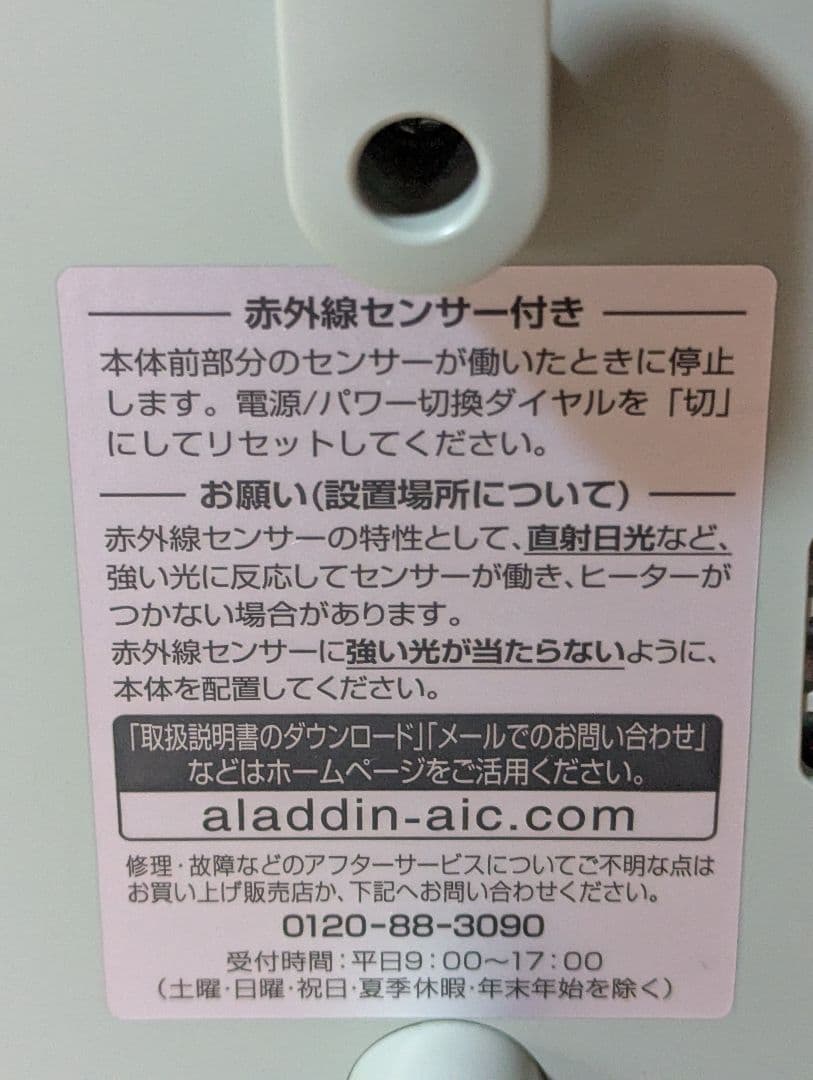 赤外線センサー付き
本体前部分のセンサーが働いたときに停止
します。電源/パワー切換ダイヤルを「切」
にしてリセットしてください。
お願い(設置場所について)
赤外線センサーの特性として、直射日光など、
強い光に反応してセンサーが働き、ヒーターが
つかない場合があります。
赤外線センサーに強い光が当たらないように、
本体を配置してください。
「取扱説明書のダウンロード」「メールでのお問い合わせ」
などはホームページをご活用ください。
aladdin-aic.com
修理・故障などのアフターサービスについてご不明な点は
お買い上げ販売店か、下記へお問い合わせください。
0120-88-3090
受付時間：平日9：00～17：00
（土曜・日曜・祝日・夏季休暇・年末年始を除く）